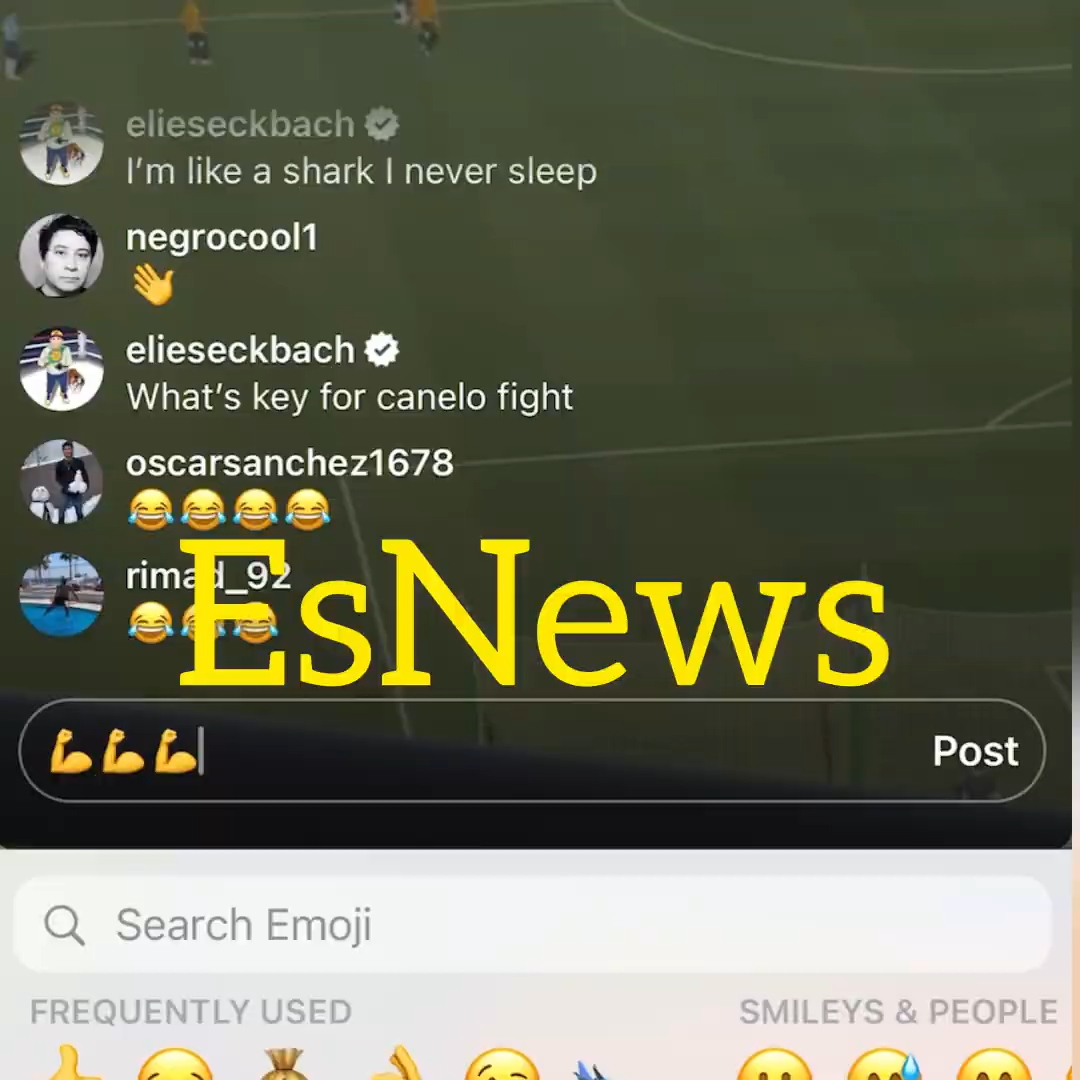 elieseckbach
I’m like a shark I never sleep
negrocool1
👋
elieseckbach
What’s key for canelo fight
oscarsanchez1678
😂😂😂😂
rimad_92
😂😂😂
EsNews
💪💪💪
Post
Search Emoji
FREQUENTLY USED
SMILEYS & PEOPLE